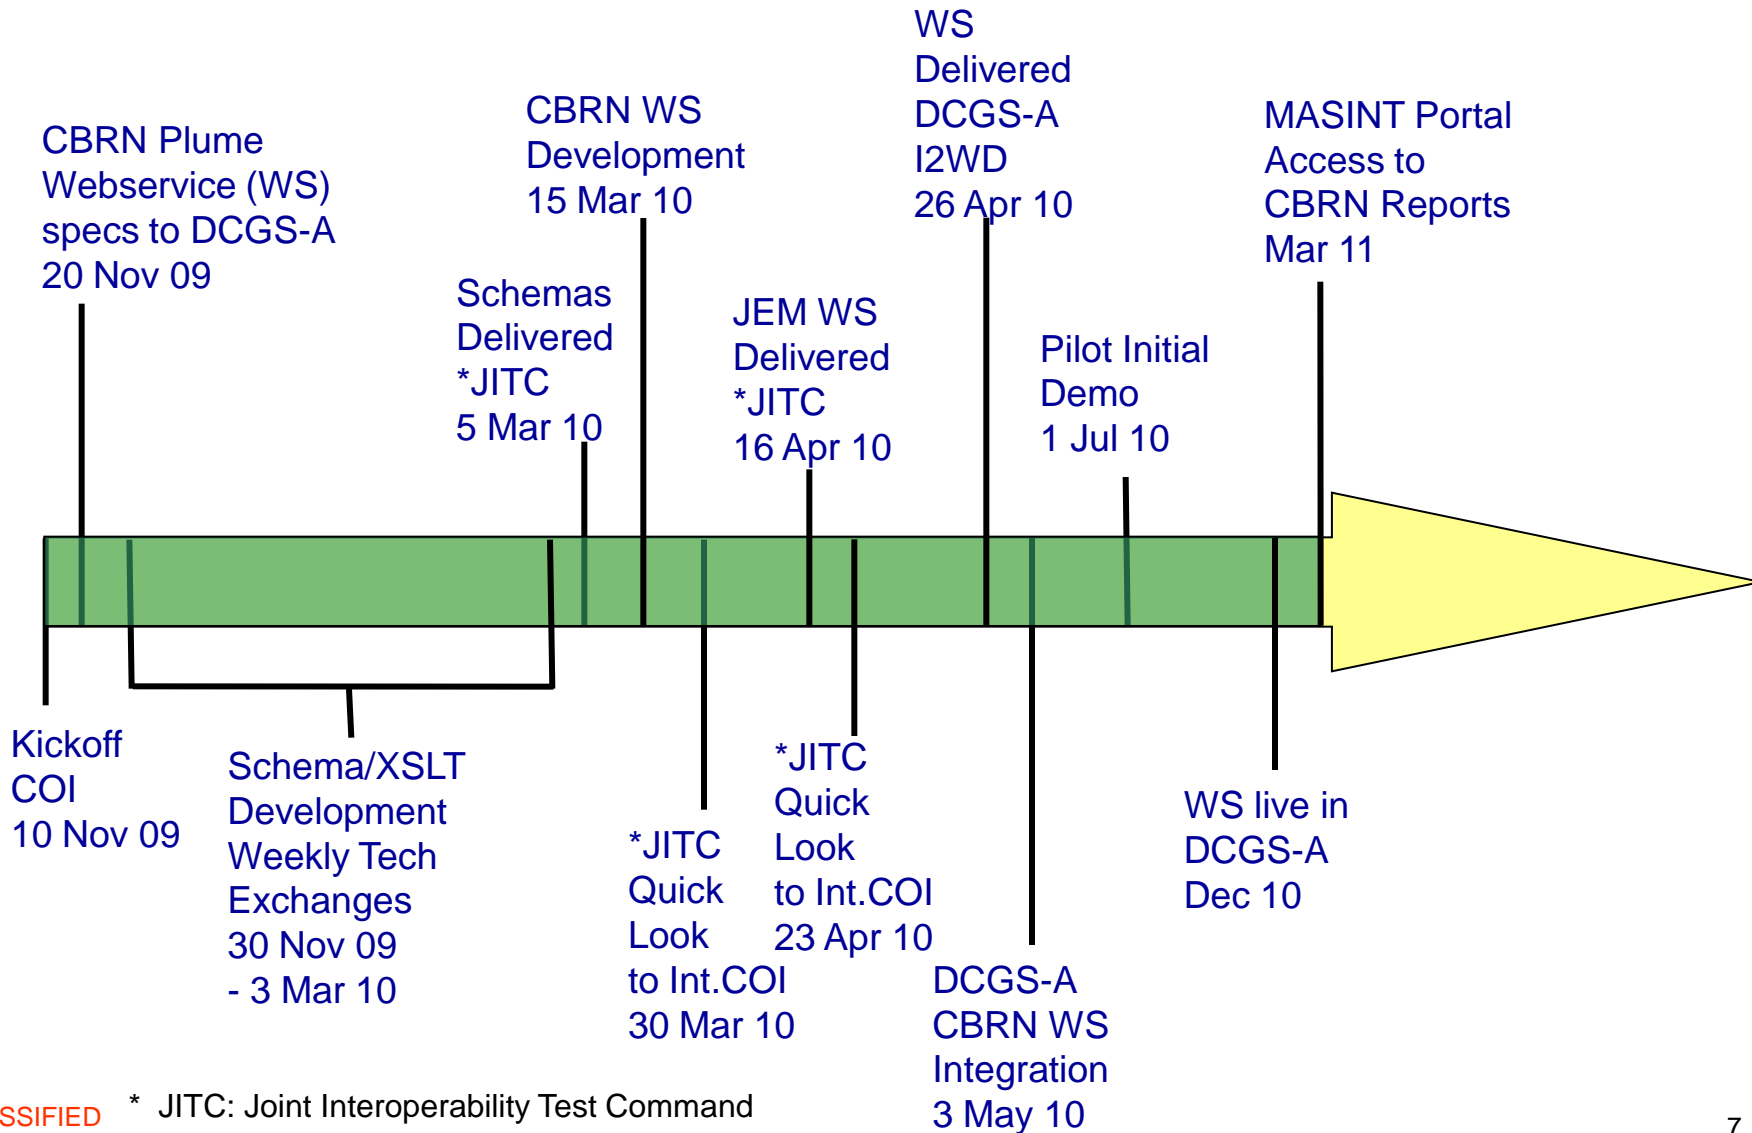 WS
Delivered
DCGS-A
I2WD
26 Apr 10
CBRN WS
Development
15 Mar 10
MASINT Portal
Access to
CBRN Reports
Mar 11
CBRN Plume
Webservice (WS)
specs to DCGS-A
20 Nov 09
Schemas
Delivered
*JITC
5 Mar 10
JEM WS
Delivered
*JITC
16 Apr 10
Pilot Initial
Demo
1 Jul 10
Kickoff
COI
10 Nov 09
Schema/XSLT
Development
Weekly Tech
Exchanges
30 Nov 09
- 3 Mar 10
*JITC
Quick
Look
to Int.COI
30 Mar 10
*JITC
Quick
Look
to Int.COI
23 Apr 10
DCGS-A
CBRN WS
Integration
3 May 10
WS live in
DCGS-A
Dec 10
SSIFIED
* JITC: Joint Interoperability Test Command
7